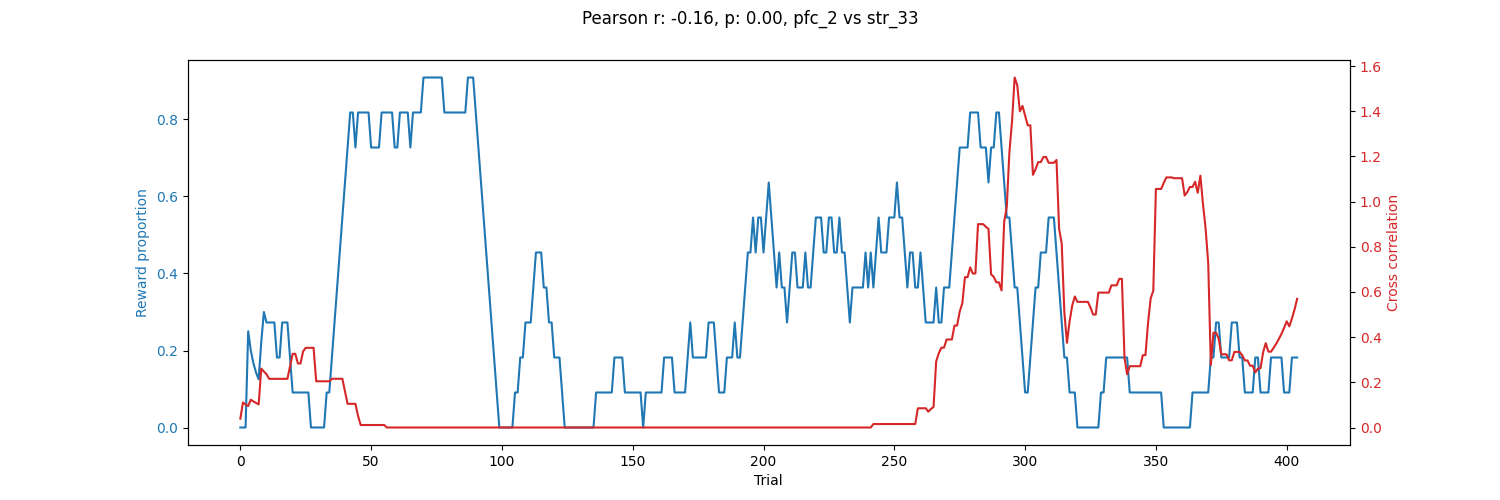 Pearson r: -0.16, p: 0.00, pfc_2 vs str_33
Reward proportion
0.8
0.6
0.4
0.2
0.0
1.6
1.4
1.2
1.0
0.8
0.6
0.4
0.2
0.0
Cross correlation
0 50 100 150 200 250 300 350 400
Trial